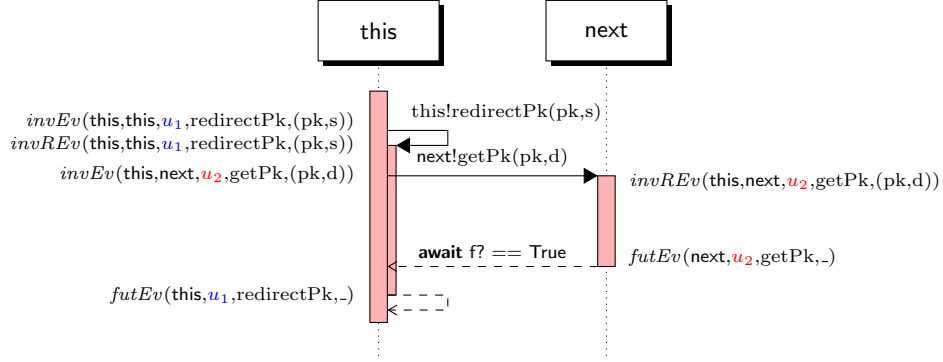 this
next
invEv(this,this,u₁,redirectPk,(pk,s))
this!redirectPk(pk,s)
invREv(this,this,u₁,redirectPk,(pk,s))
next!getPk(pk,d)
invEv(this,next,u₂,getPk,(pk,d))
invREv(this,next,u₂,getPk,(pk,d))
await f? == True
futEv(next,u₂,getPk,_)
futEv(this,u₁,redirectPk,_)